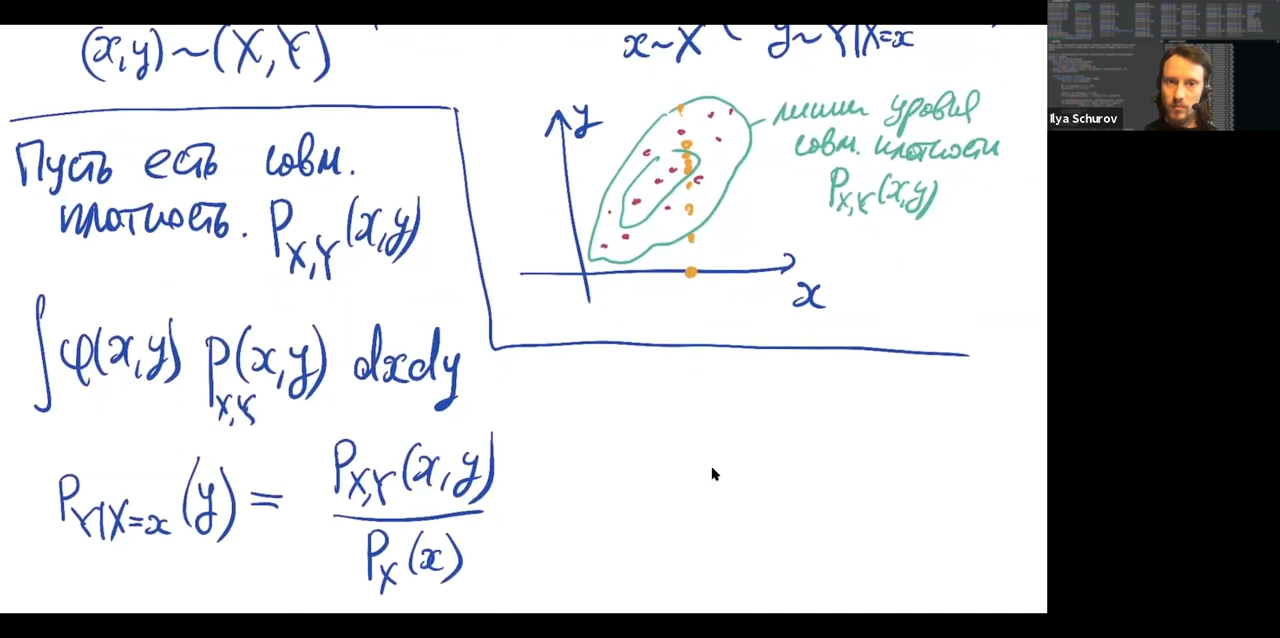 (x,y)~(X,Y)
x~X ( y~Y|X=x
Пусть есть совм.
плотность. P_{X,Y}(x,y)
y
x
линии уровня
совм. плотности
P_{X,Y}(x,y)
∫ φ(x,y) p_{X,Y}(x,y) dxdy
P_{Y|X=x}(y) = P_{X,Y}(x,y) / P_X(x)
Ilya Schurov